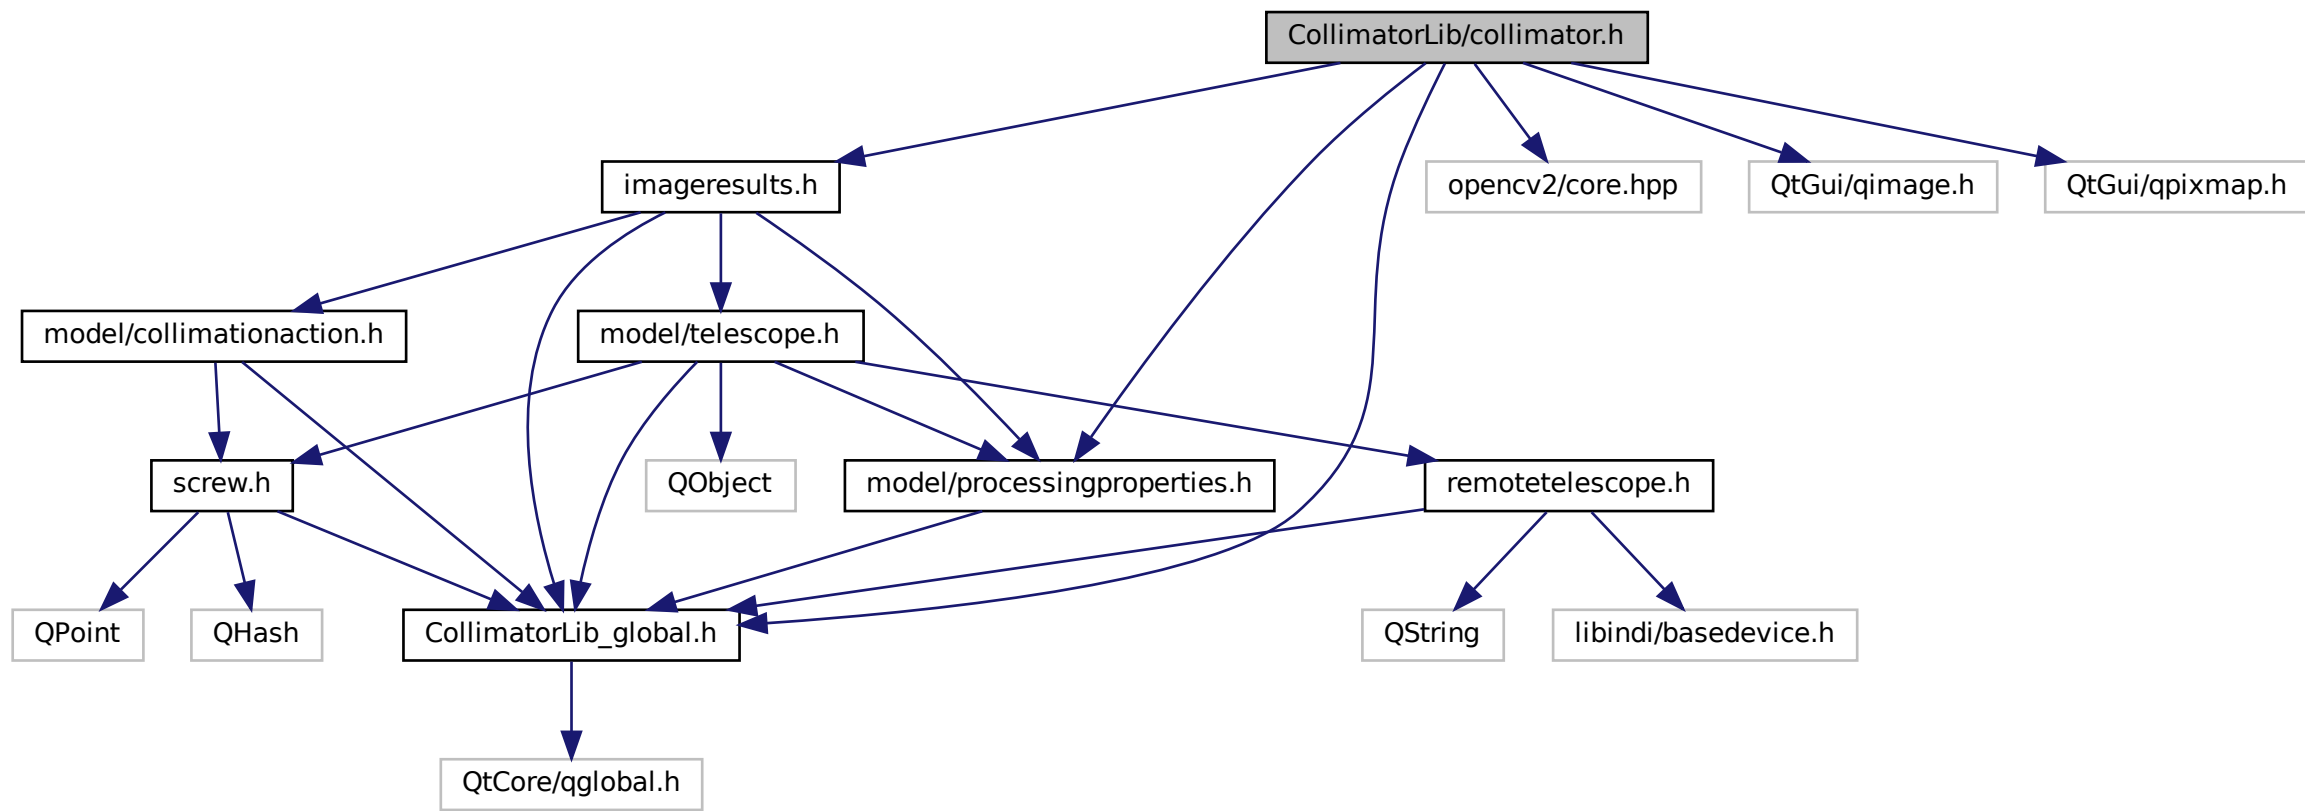 CollimatorLib/collimator.h
imageresults.h
opencv2/core.hpp
QtGui/qimage.h
QtGui/qpixmap.h
model/collimationaction.h
model/telescope.h
screw.h
QObject
model/processingproperties.h
remotetelescope.h
QPoint
QHash
CollimatorLib_global.h
QString
libindi/basedevice.h
QtCore/qglobal.h